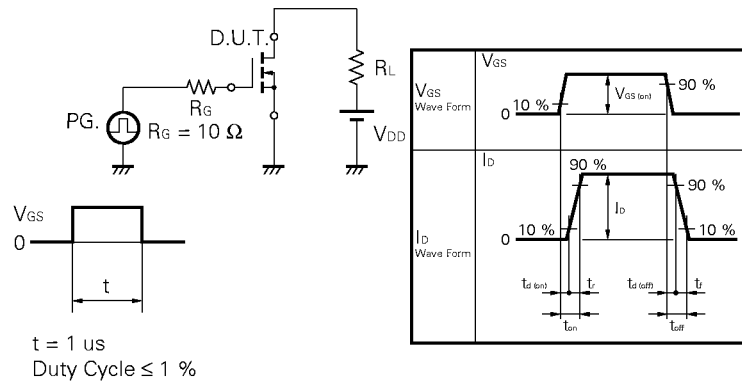 D.U.T.
RL
RG
PG.
RG = 10 Ω
VDD
VGS
0
t
t = 1 us
Duty Cycle ≤ 1 %
VGS
Wave Form
VGS
10 %
0
VGS (on)
90 %
ID
Wave Form
ID
90 %
90 %
10 %
0
ID
10 %
td (on)
tr
td (off)
tf
ton
toff